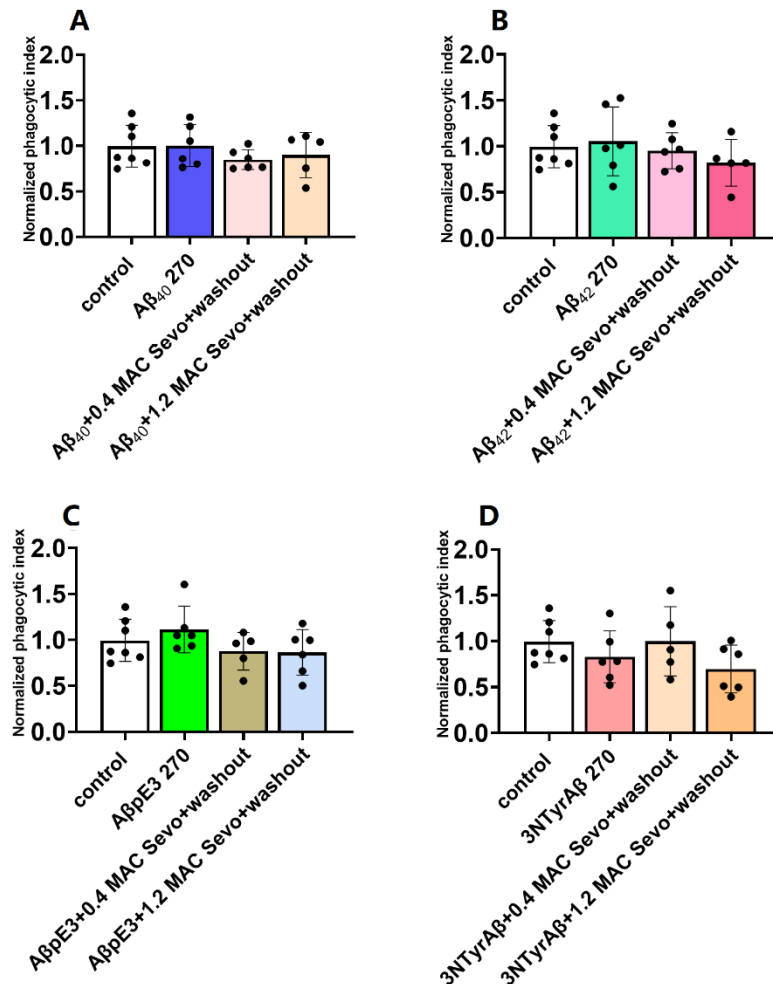 A
Normalized phagocytic index
2.0
1.5
1.0
0.5
0.0
control
Aβ₄₀ 270
Aβ₄₀+0.4 MAC Sevo+washout
Aβ₄₀+1.2 MAC Sevo+washout
B
Normalized phagocytic index
2.0
1.5
1.0
0.5
0.0
control
Aβ₄₂ 270
Aβ₄₂+0.4 MAC Sevo+washout
Aβ₄₂+1.2 MAC Sevo+washout
C
Normalized phagocytic index
2.0
1.5
1.0
0.5
0.0
control
AβpE3 270
AβpE3+0.4 MAC Sevo+washout
AβpE3+1.2 MAC Sevo+washout
D
Normalized phagocytic index
2.0
1.5
1.0
0.5
0.0
control
3NTyrAβ 270
3NTyrAβ+0.4 MAC Sevo+washout
3NTyrAβ+1.2 MAC Sevo+washout